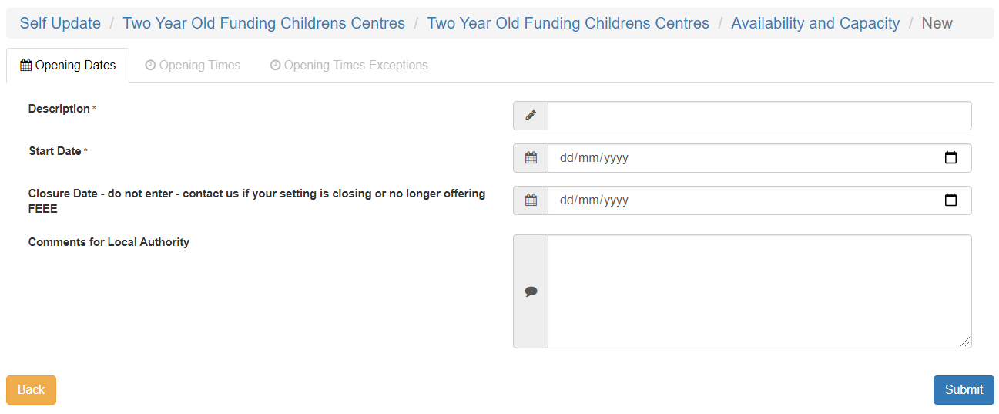 Self Update / Two Year Old Funding Childrens Centres / Two Year Old Funding Childrens Centres / Availability and Capacity / New
Opening Dates Opening Times Opening Times Exceptions
Description *
Start Date * dd/mm/yyyy
Closure Date - do not enter - contact us if your setting is closing or no longer offering
FEEE
dd/mm/yyyy
Comments for Local Authority
Back Submit